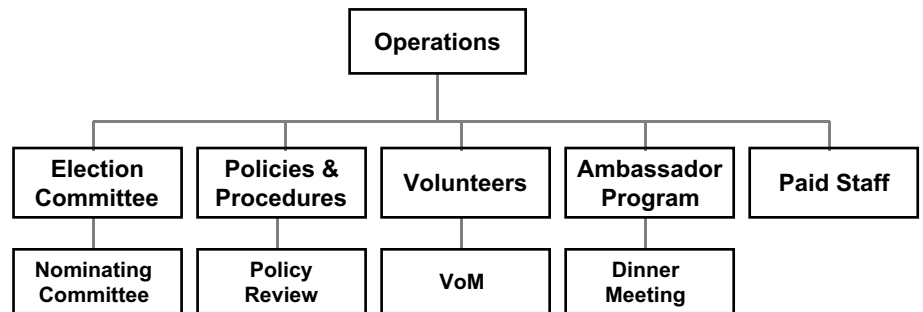 Operations
Election
Committee
Policies &
Procedures
Volunteers
Ambassador
Program
Paid Staff
Nominating
Committee
Policy
Review
VoM
Dinner
Meeting